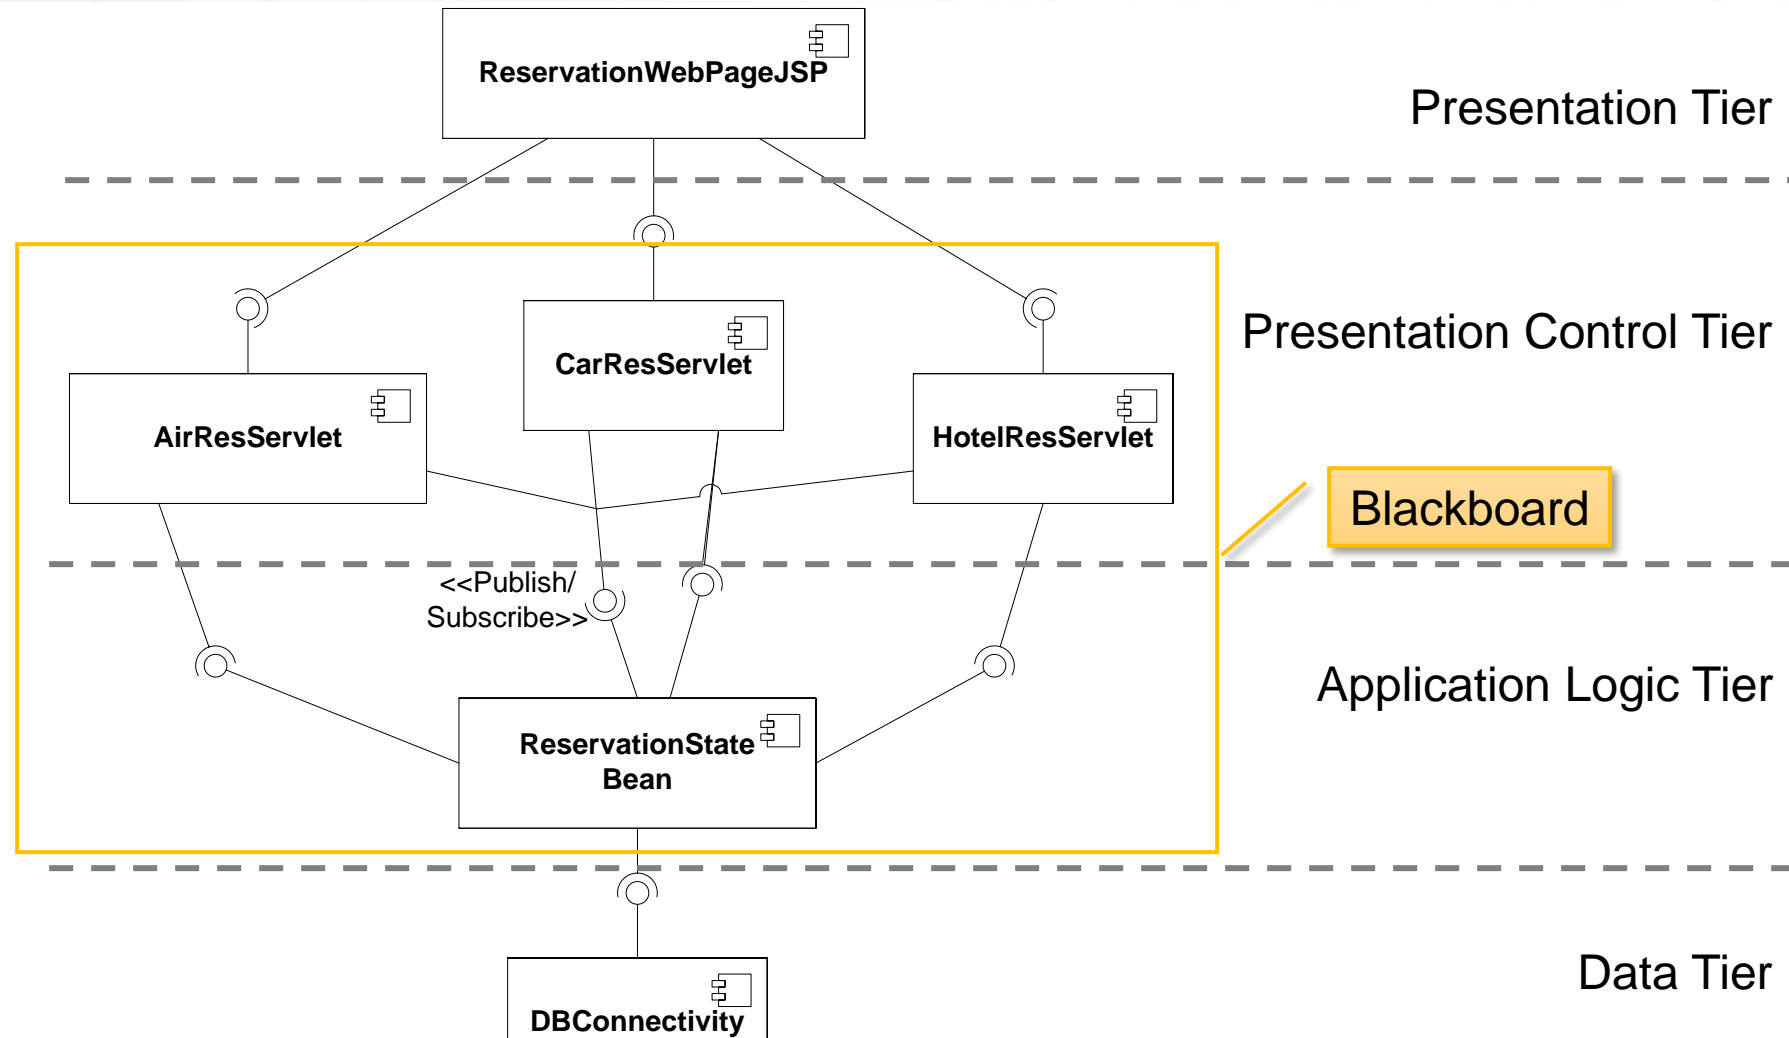 ReservationWebPageJSP
Presentation Tier
CarResServlet
Presentation Control Tier
AirResServlet
HotelResServlet
Blackboard
<<Publish/
Subscribe>>
Application Logic Tier
ReservationState
Bean
Data Tier
DBConnectivity